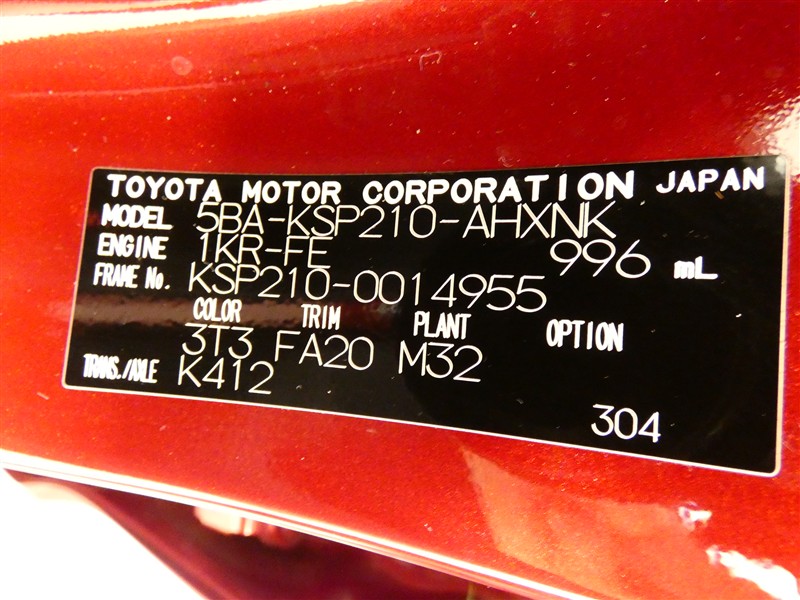 TOYOTA MOTOR CORPORATION JAPAN
MODEL 5BA-KSP210-AHXNK
ENGINE 1KR-FE 996 mL
FRAME No. KSP210-0014955
COLOR TRIM PLANT OPTION
3T3 FA20 M32
TRANS./AXLE K412
304